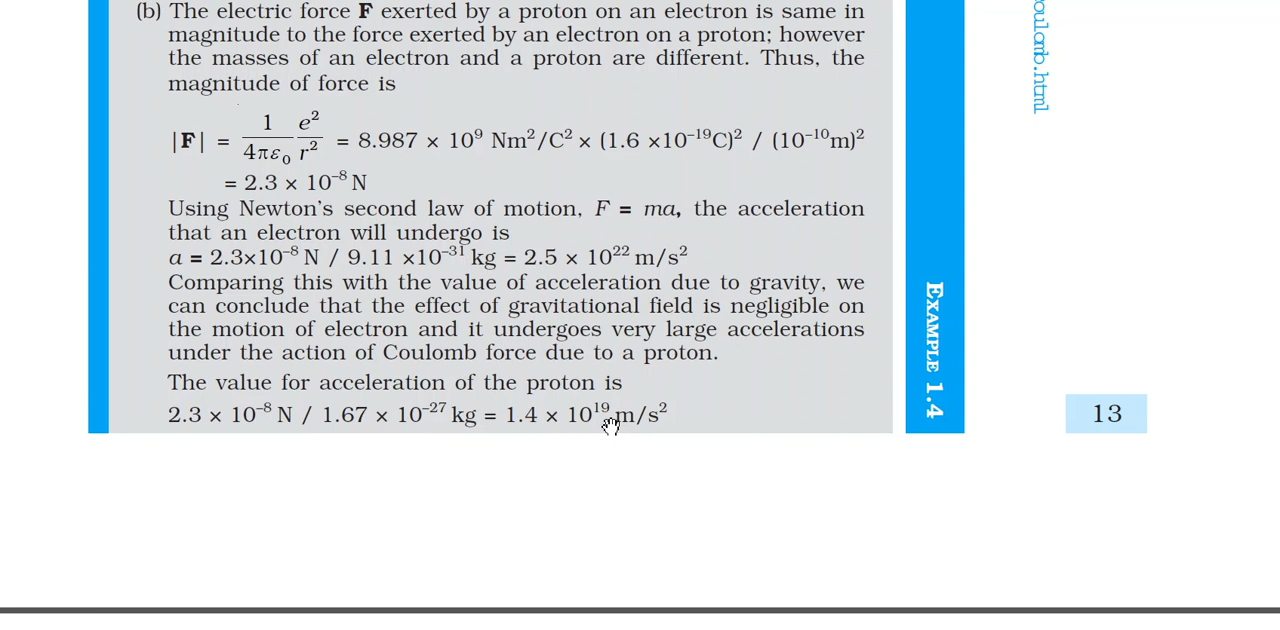 (b) The electric force F exerted by a proton on an electron is same in
magnitude to the force exerted by an electron on a proton; however
the masses of an electron and a proton are different. Thus, the
magnitude of force is
|F| = 1/4πε₀ e²/r² = 8.987 × 10⁹ Nm²/C² × (1.6 ×10⁻¹⁹C)² / (10⁻¹⁰m)²
= 2.3 × 10⁻⁸ N
Using Newton's second law of motion, F = ma, the acceleration
that an electron will undergo is
a = 2.3×10⁻⁸ N / 9.11 ×10⁻³¹ kg = 2.5 × 10²² m/s²
Comparing this with the value of acceleration due to gravity, we
can conclude that the effect of gravitational field is negligible on
the motion of electron and it undergoes very large accelerations
under the action of Coulomb force due to a proton.
The value for acceleration of the proton is
2.3 × 10⁻⁸ N / 1.67 × 10⁻²⁷ kg = 1.4 × 10¹⁹ m/s²
EXAMPLE 1.4
oulomb.html
13